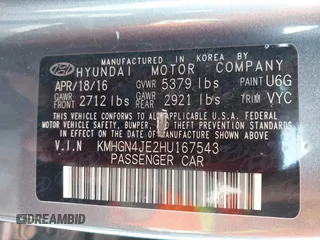 MANUFACTURED IN KOREA BY
HYUNDAI MOTOR COMPANY
APR/18/16 GVWR 5379 lbs PAINT U6G
GAWR FRONT 2712 lbs GAWR REAR 2921 lbs TRIM VYC
THIS VEHICLE CONFORMS TO ALL APPLICABLE
U.S.A FEDERAL
MOTOR VEHICLE SAFETY, BUMPER, AND THEFT
PREVENTION STANDARDS IN EFFECT ON THE DATE
OF MANUFACTURE SHOWN ABOVE.
V.I.N KMHGN4JE2HU167543
PASSENGER CAR
DREAMBID